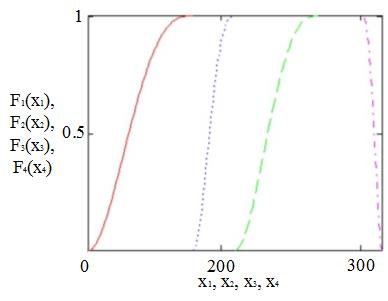 1
F₁(x₁),
F₂(x₂),
F₃(x₃),
F₄(x₄)
0.5
0 200 300
x₁, x₂, x₃, x₄